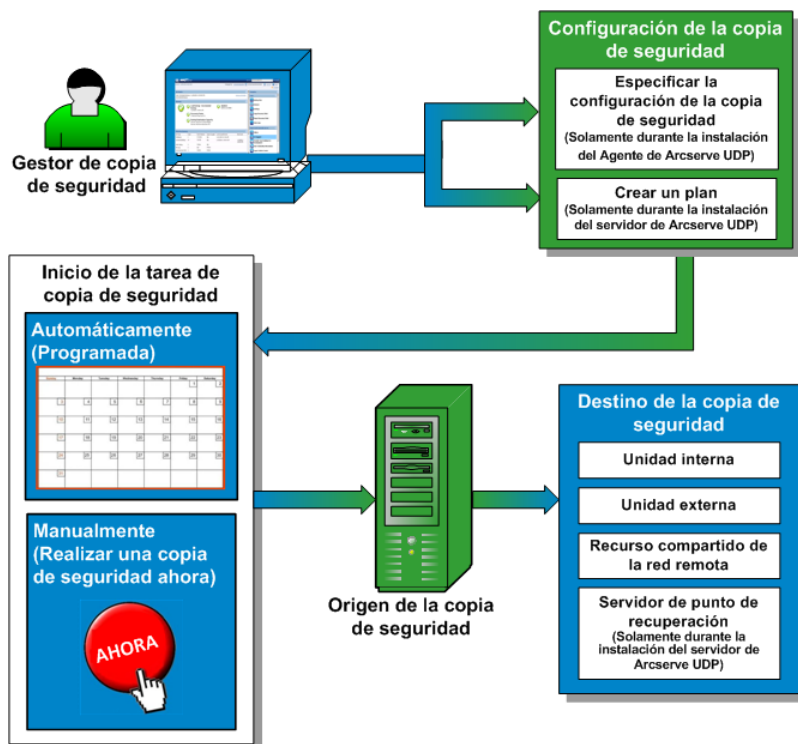 Configuración de la copia
de seguridad
Especificar la
configuración de la copia
de seguridad
(Solamente durante la instalación
del Agente de Arcserve UDP)
Crear un plan
(Solamente durante la instalación
del servidor de Arcserve UDP)
Gestor de copia
de seguridad
Inicio de la tarea de
copia de seguridad
Automáticamente
(Programada)
Manualmente
(Realizar una copia
de seguridad ahora)
AHORA
Origen de la copia
de seguridad
Destino de la copia de
seguridad
Unidad interna
Unidad externa
Recurso compartido de
la red remota
Servidor de punto de
recuperación
(Solamente durante la
instalación del servidor de
Arcserve UDP)